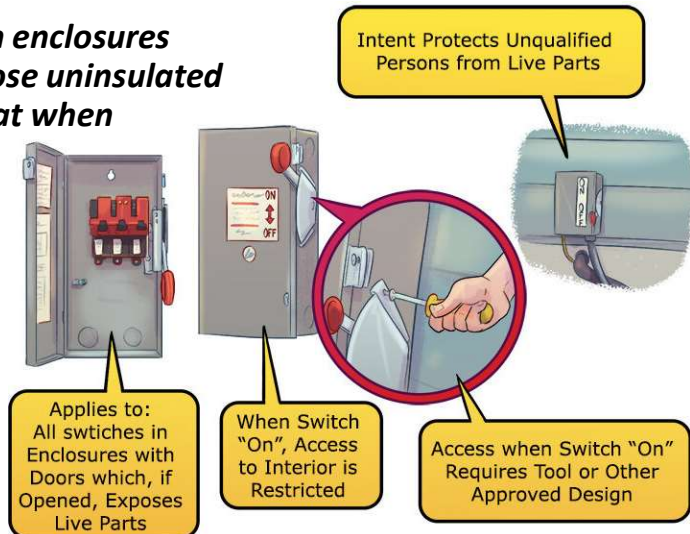 n enclosures
ose uninsulated
at when
Intent Protects Unqualified
Persons from Live Parts
ON
OFF
Applies to:
All swtiches in
Enclosures with
Doors which, if
Opened, Exposes
Live Parts
When Switch
"On", Access
to Interior is
Restricted
Access when Switch "On"
Requires Tool or Other
Approved Design